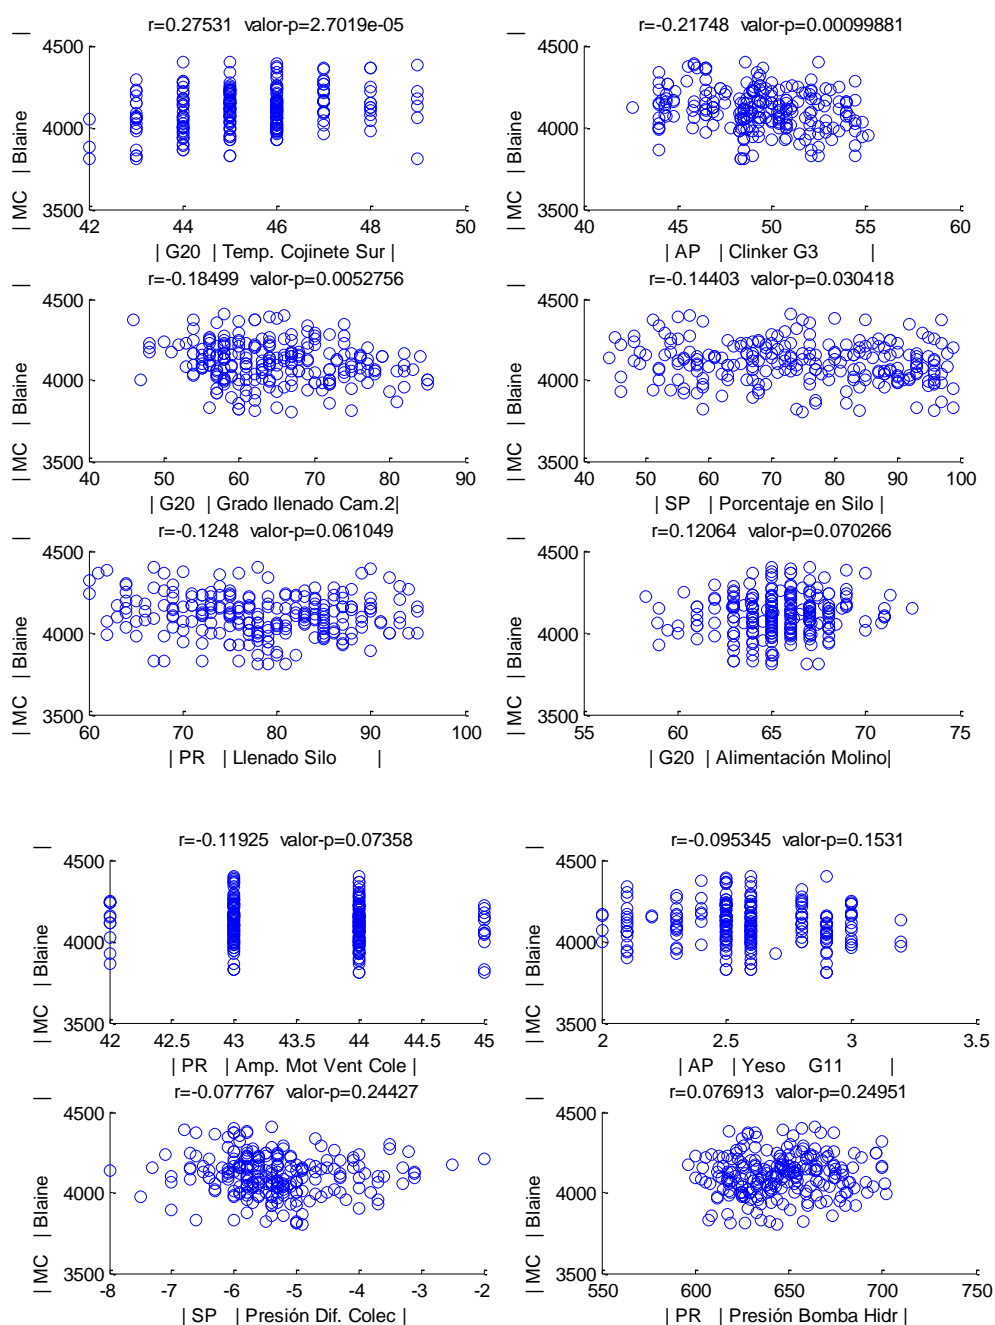 r=0.27531 valor-p=2.7019e-05
4500
4000
3500
42 44 46 48 50
| MC | Blaine |
| G20 | Temp. Cojinete Sur |
r=-0.21748 valor-p=0.00099881
4500
4000
3500
40 45 50 55 60
| MC | Blaine |
| AP | Clinker G3 |
r=-0.18499 valor-p=0.0052756
4500
4000
3500
40 50 60 70 80 90
| MC | Blaine |
| G20 | Grado llenado Cam.2|
r=-0.14403 valor-p=0.030418
4500
4000
3500
40 50 60 70 80 90 100
| MC | Blaine |
| SP | Porcentaje en Silo |
r=-0.1248 valor-p=0.061049
4500
4000
3500
60 70 80 90 100
| MC | Blaine |
| PR | Llenado Silo |
r=0.12064 valor-p=0.070266
4500
4000
3500
55 60 65 70 75
| MC | Blaine |
| G20 | Alimentación Molino|
r=-0.11925 valor-p=0.07358
4500
4000
3500
42 42.5 43 43.5 44 44.5 45
| MC | Blaine |
| PR | Amp. Mot Vent Cole |
r=-0.095345 valor-p=0.1531
4500
4000
3500
2 2.5 3 3.5
| MC | Blaine |
| AP | Yeso G11 |
r=-0.077767 valor-p=0.24427
4500
4000
3500
-8 -7 -6 -5 -4 -3 -2
| MC | Blaine |
| SP | Presión Dif. Colec |
r=0.076913 valor-p=0.24951
4500
4000
3500
550 600 650 700 750
| MC | Blaine |
| PR | Presión Bomba Hidr |